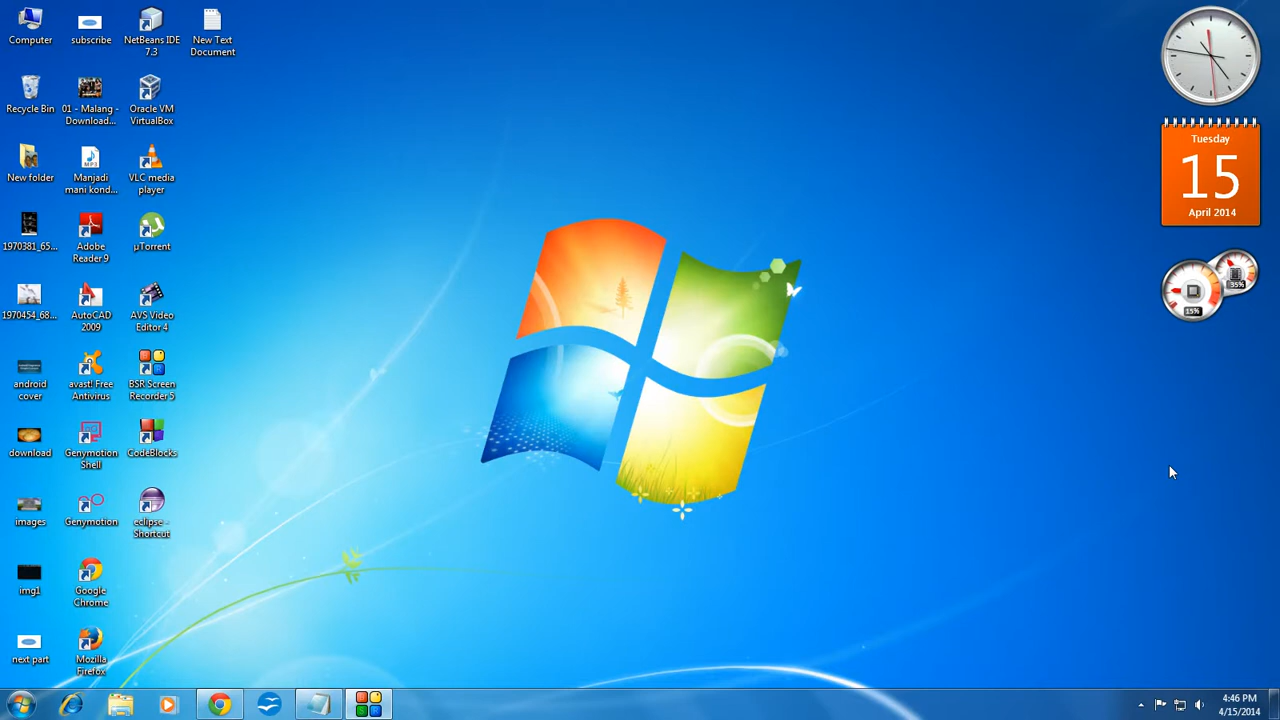 Computer
subscribe
NetBeans IDE
7.3
New Text
Document
Recycle Bin
01 - Malang -
Download...
Oracle VM
VirtualBox
New folder
Manjadi
mani kond...
VLC media
player
1970381_65...
Adobe
Reader 9
µTorrent
1970454_68...
AutoCAD
2009
AVS Video
Editor 4
android
cover
avast! Free
Antivirus
BSR Screen
Recorder 5
download
Genymotion
Shell
CodeBlocks
images
Genymotion
eclipse -
Shortcut
img1
Google
Chrome
next part
Mozilla
Firefox
Tuesday
15
April 2014
35%
15%
4:46 PM
4/15/2014